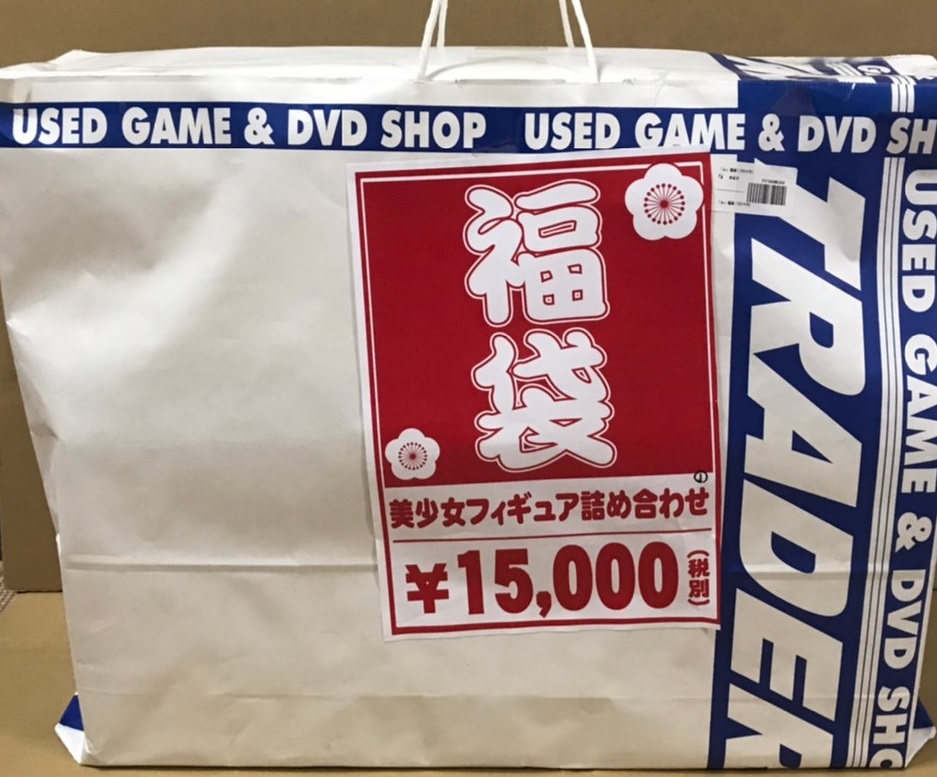 USED GAME & DVD SHOP USED GAME & DVD SH
福袋
美少女フィギュア詰め合わせ
¥15,000(税別)
TRADER
USED GAME & DVD SHO